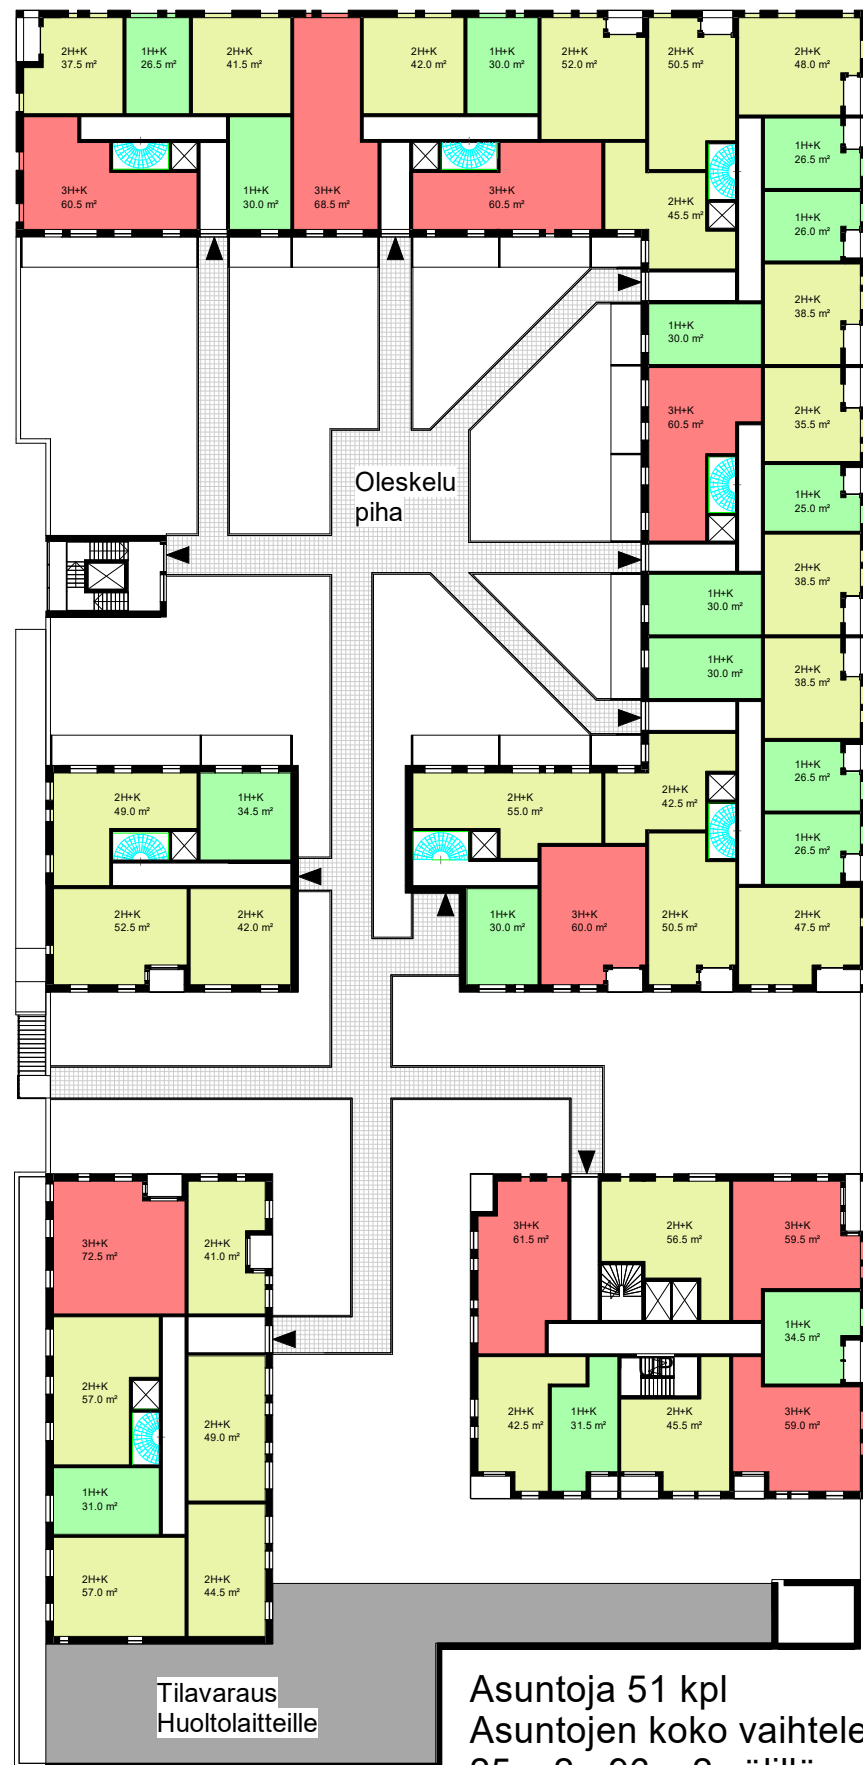 2H+K
37.5 m²
1H+K
26.5 m²
2H+K
41.5 m²
2H+K
42.0 m²
1H+K
30.0 m²
2H+K
52.0 m²
2H+K
50.5 m²
2H+K
48.0 m²
3H+K
60.5 m²
1H+K
30.0 m²
3H+K
68.5 m²
3H+K
60.5 m²
2H+K
45.5 m²
1H+K
26.5 m²
1H+K
26.0 m²
2H+K
38.5 m²
1H+K
30.0 m²
3H+K
60.5 m²
2H+K
35.5 m²
Oleskelu
piha
1H+K
25.0 m²
2H+K
38.5 m²
1H+K
30.0 m²
1H+K
30.0 m²
2H+K
38.5 m²
2H+K
49.0 m²
1H+K
34.5 m²
2H+K
55.0 m²
2H+K
42.5 m²
1H+K
26.5 m²
1H+K
26.5 m²
2H+K
52.5 m²
2H+K
42.0 m²
1H+K
30.0 m²
3H+K
60.0 m²
2H+K
50.5 m²
2H+K
47.5 m²
3H+K
72.5 m²
2H+K
41.0 m²
3H+K
61.5 m²
2H+K
56.5 m²
3H+K
59.5 m²
1H+K
34.5 m²
2H+K
57.0 m²
2H+K
49.0 m²
2H+K
42.5 m²
1H+K
31.5 m²
2H+K
45.5 m²
3H+K
59.0 m²
1H+K
31.0 m²
2H+K
57.0 m²
2H+K
44.5 m²
Tilavaraus
Huoltolaitteille
Asuntoja 51 kpl
Asuntojen koko vaihtele